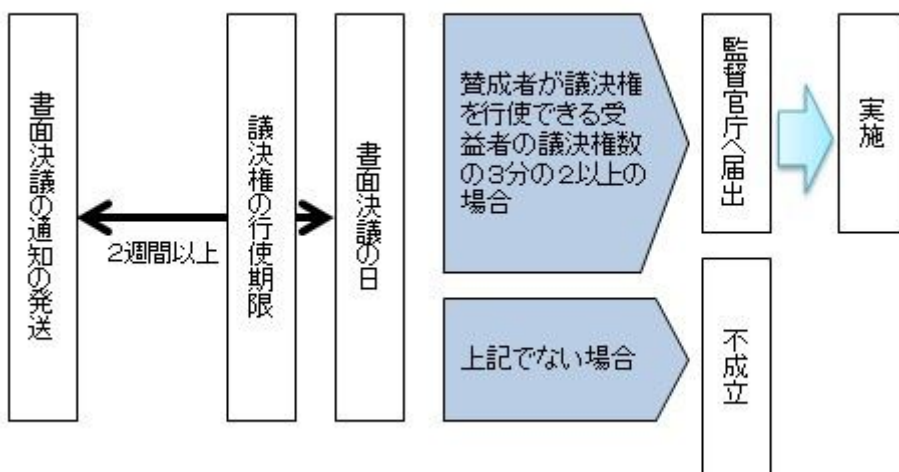 書面決議の通知の発送
2週間以上
議決権の行使期限
書面決議の日
賛成者が議決権
を行使できる受
益者の議決権数
の3分の2以上の
場合
監督官庁へ届出
実施
上記でない場合
不成立